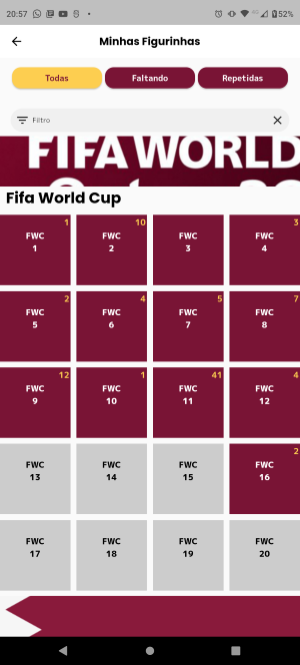 20:57 52%
Minhas Figurinhas
Todas Faltando Repetidas
Filtro
FIFA WORLD
Fifa World Cup
1 10 3
FWC FWC FWC FWC
1 2 3 4
2 4 5 7
FWC FWC FWC FWC
5 6 7 8
12 1 41 4
FWC FWC FWC FWC
9 10 11 12
2
FWC FWC FWC FWC
13 14 15 16
FWC FWC FWC FWC
17 18 19 20